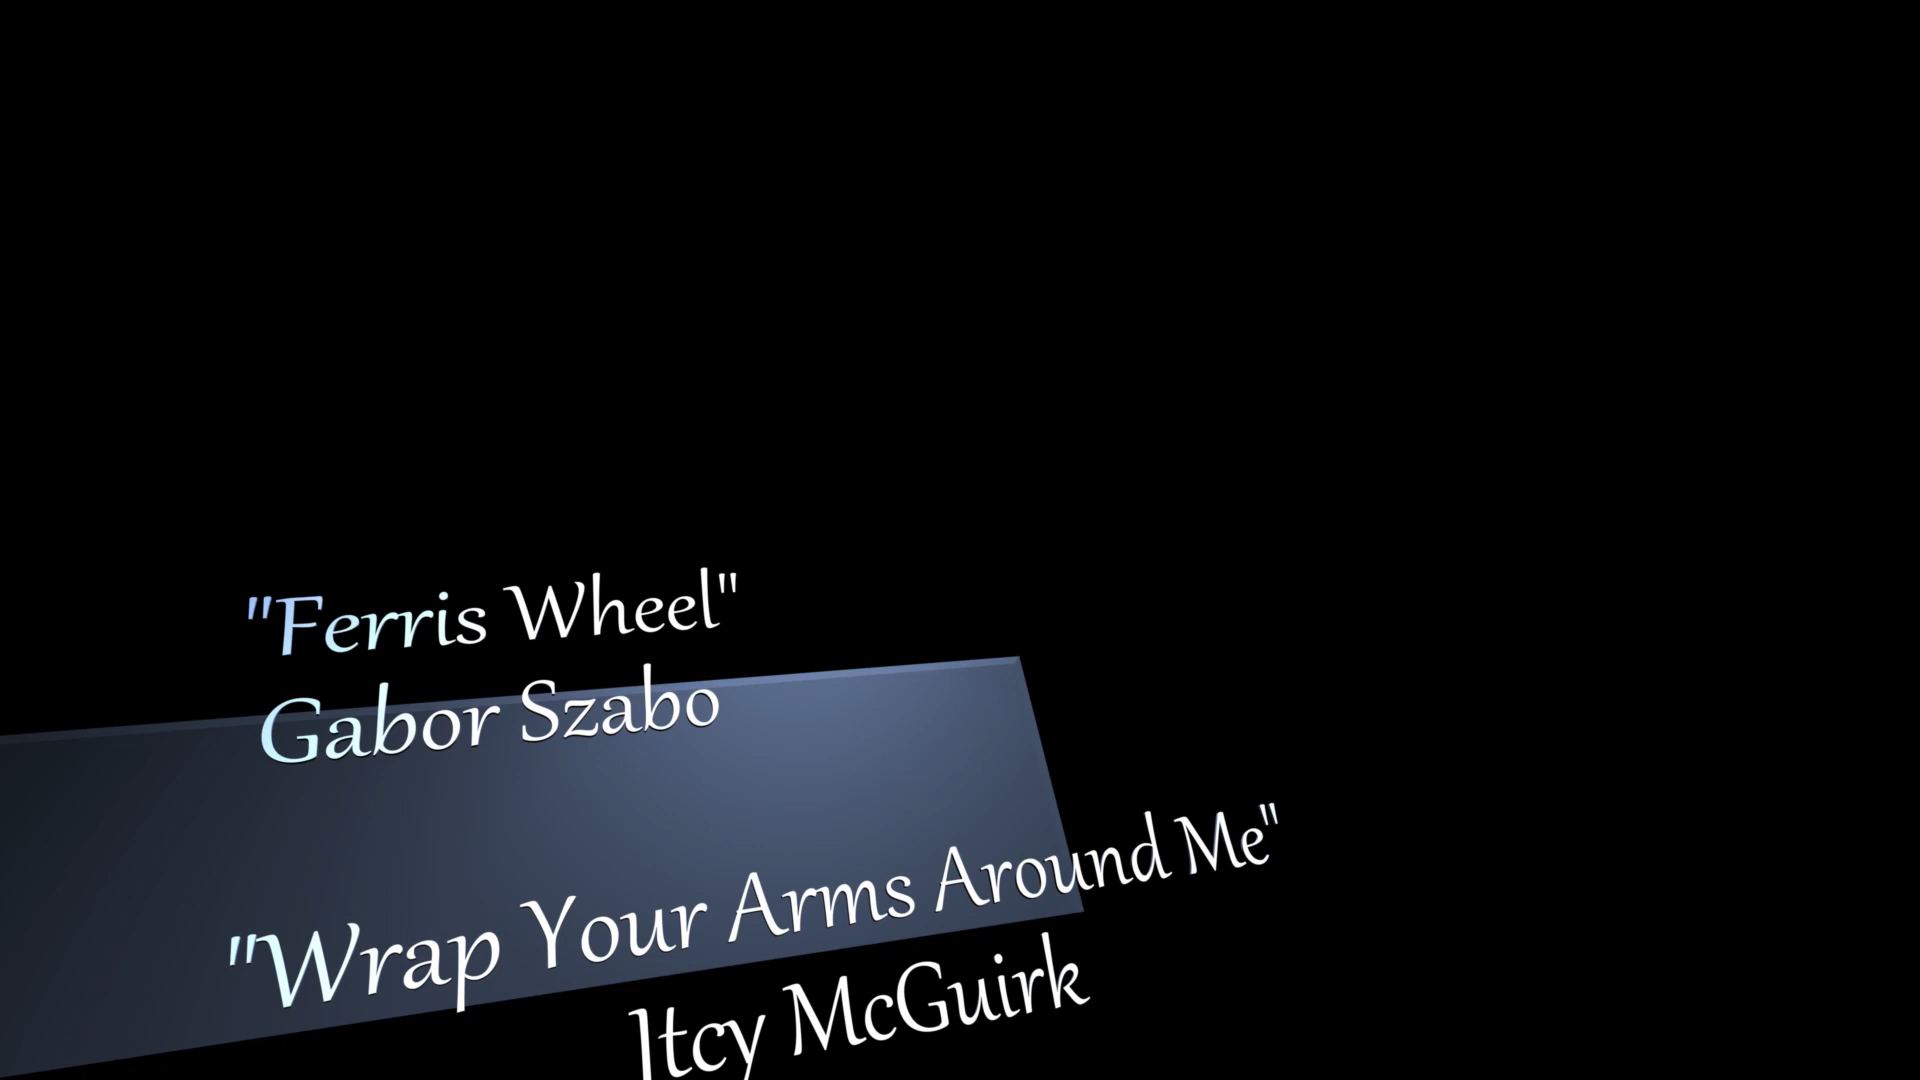 "Ferris Wheel"
Gabor Szabo
"Wrap Your Arms Around Me"
Itcy McGuirk